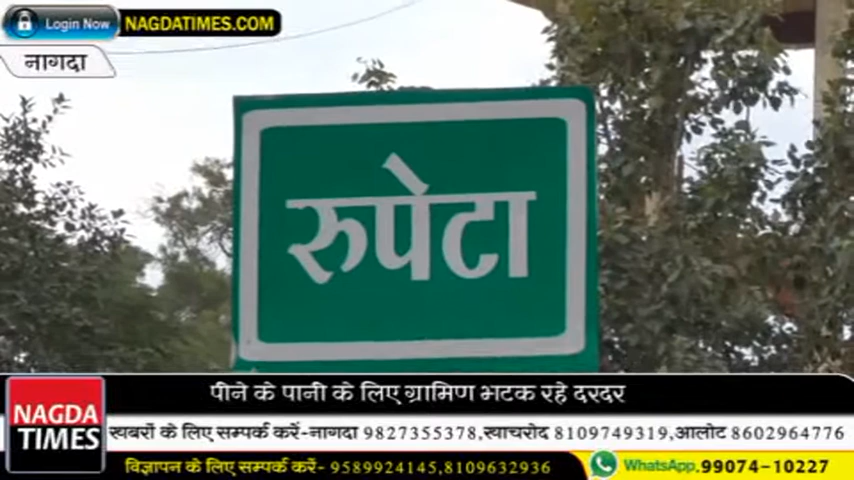 Login Now
NAGDATIMES.COM
नागदा
रुपेटा
पीने के पानी के लिए ग्रामिण भटक रहे दरदर
NAGDA
TIMES
खबरों के लिए सम्पर्क करें-नागदा 9827355378,खाचरोद 8109749319,आलोट 8602964776
विज्ञापन के लिए सम्पर्क करें- 9589924145,8109632936
WhatsApp.99074-10227